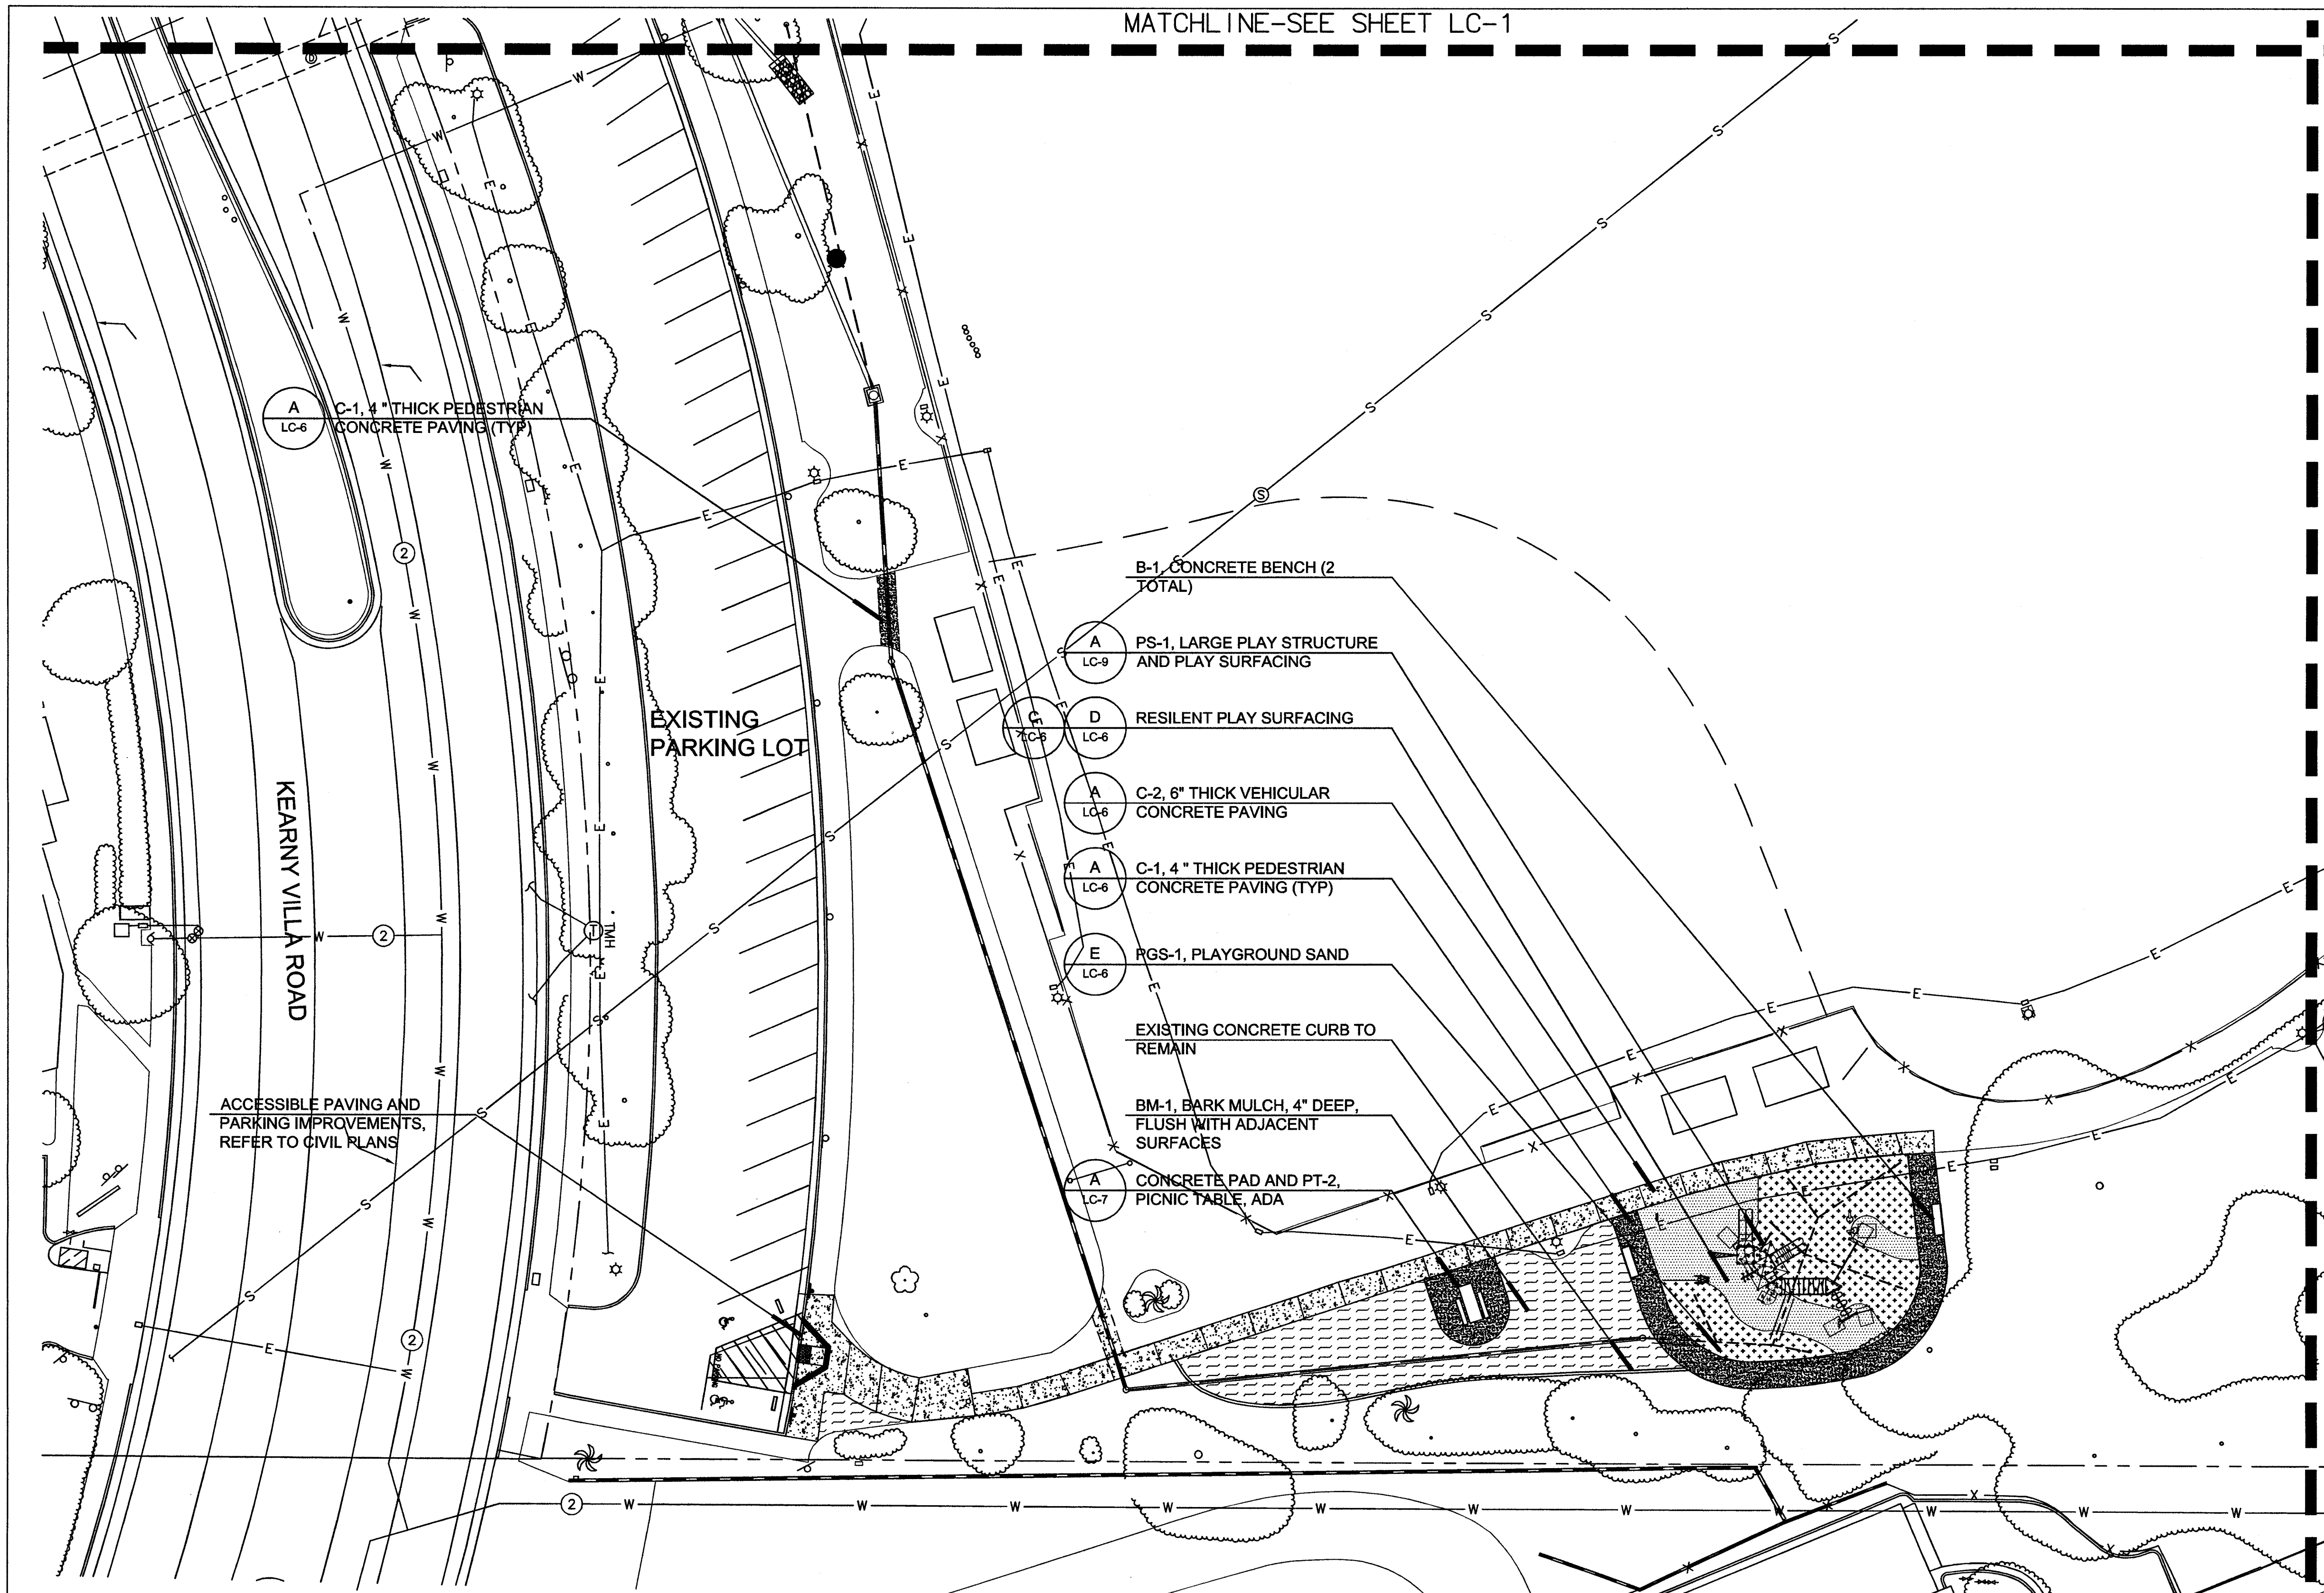 MATCHLINE-SEE SHEET LC-1
A
LC-6
C-1, 4 " THICK PEDESTRIAN
CONCRETE PAVING (TYP)
B-1, CONCRETE BENCH (2
TOTAL)
A
LC-9
PS-1, LARGE PLAY STRUCTURE
AND PLAY SURFACING
C
LC-6
D
LC-6
RESILENT PLAY SURFACING
A
LC-6
C-2, 6" THICK VEHICULAR
CONCRETE PAVING
A
LC-6
C-1, 4 " THICK PEDESTRIAN
CONCRETE PAVING (TYP)
E
LC-6
PGS-1, PLAYGROUND SAND
EXISTING CONCRETE CURB TO
REMAIN
BM-1, BARK MULCH, 4" DEEP,
FLUSH WITH ADJACENT
SURFACES
A
LC-7
CONCRETE PAD AND PT-2,
PICNIC TABLE, ADA
EXISTING
PARKING LOT
KEARNY VILLA ROAD
ACCESSIBLE PAVING AND
PARKING IMPROVEMENTS,
REFER TO CIVIL PLANS
T
TMH
S
2
2
2
2